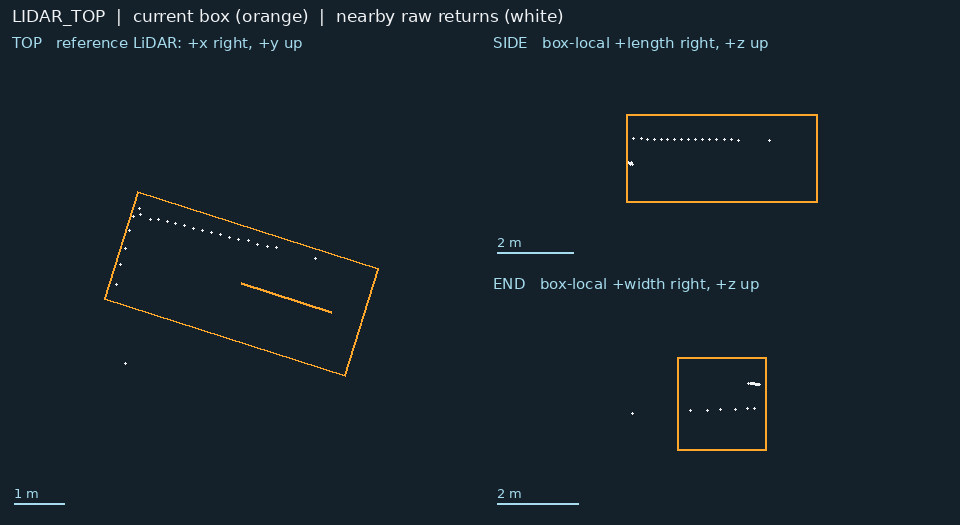 LIDAR_TOP | current box (orange) | nearby raw returns (white)
TOP reference LiDAR: +x right, +y up
SIDE box-local +length right, +z up
2 m
END box-local +width right, +z up
1 m
2 m